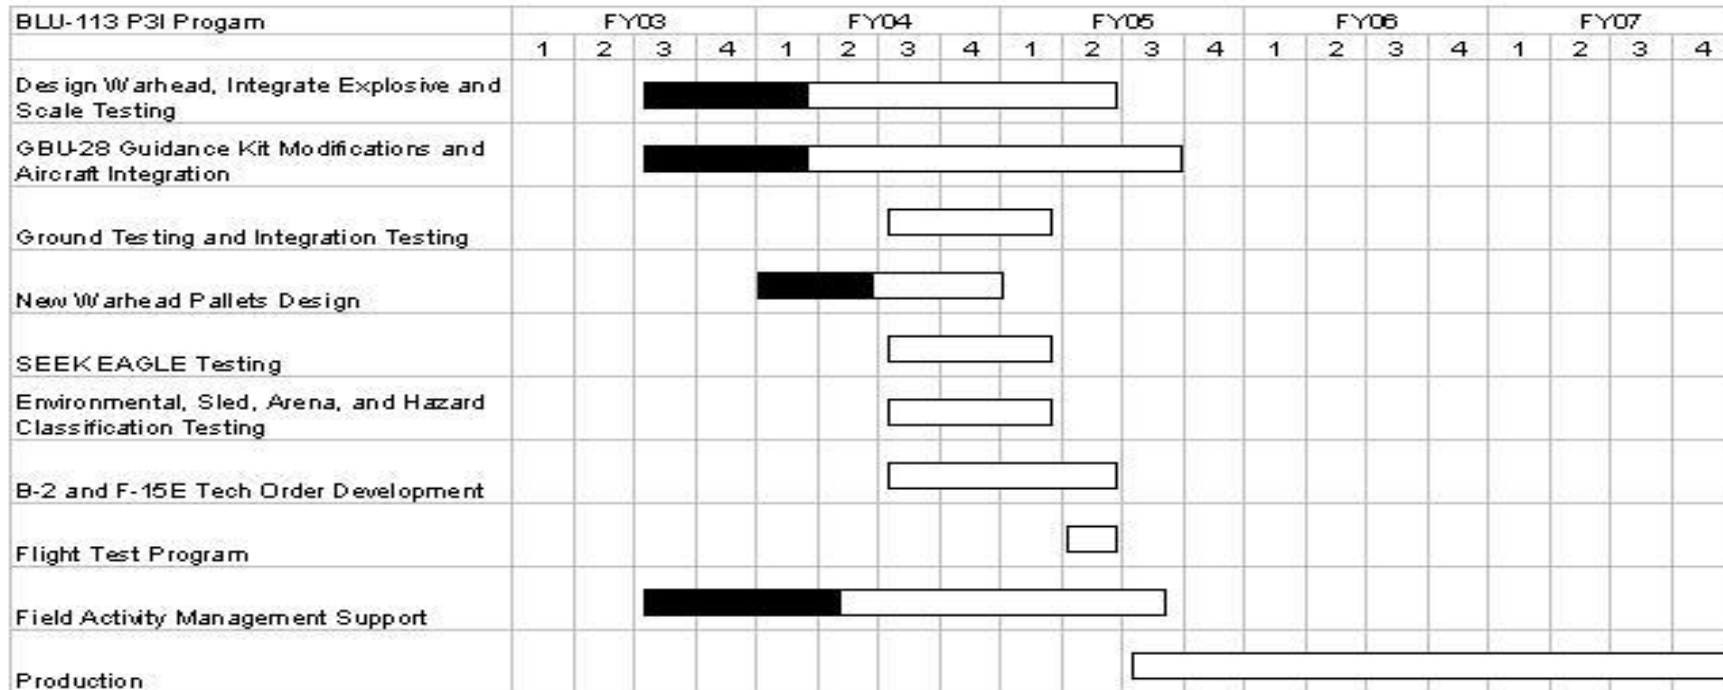 BLU-113 P3I Progam FY03 FY04 FY05 FY06 FY07
1 2 3 4 1 2 3 4 1 2 3 4 1 2 3 4 1 2 3 4
Design Warhead, Integrate Explosive and
Scale Testing
GBU-28 Guidance Kit Modifications and
Aircraft Integration
Ground Testing and Integration Testing
New Warhead Pallets Design
SEEK EAGLE Testing
Environmental, Sled, Arena, and Hazard
Classification Testing
B-2 and F-15E Tech Order Development
Flight Test Program
Field Activity Management Support
Production